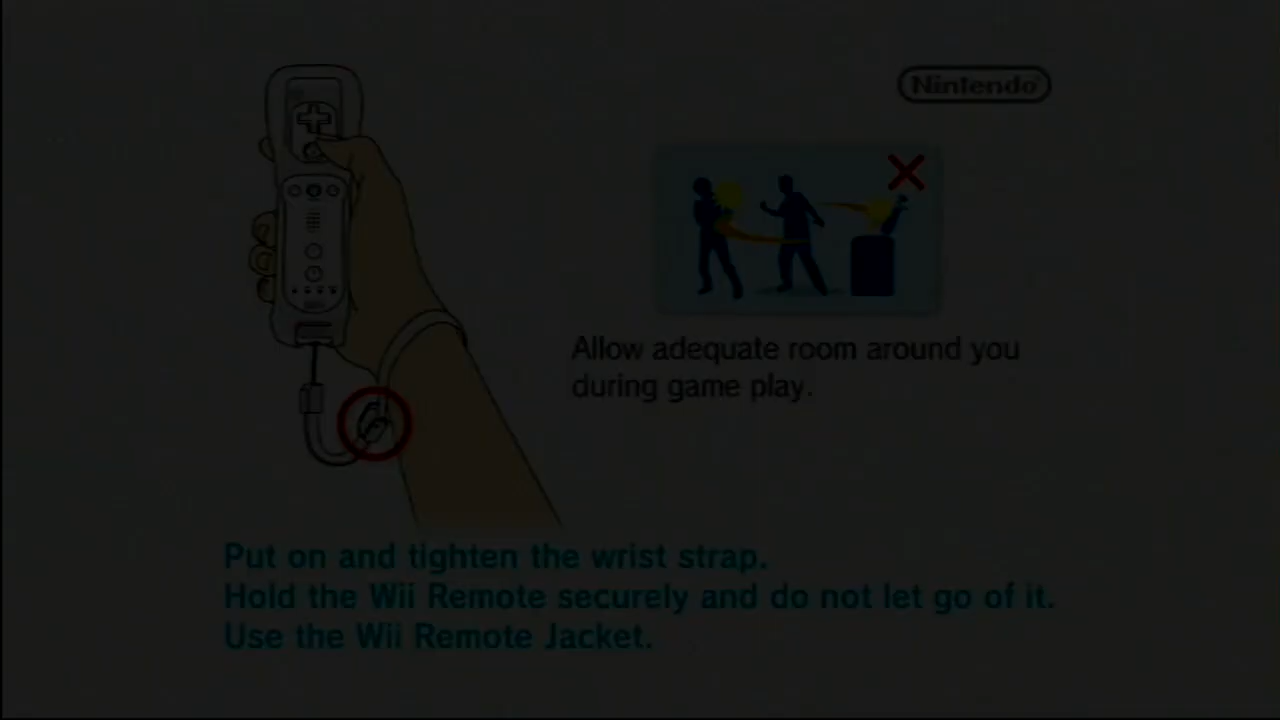 Nintendo
Allow adequate room around you
during game play.
Put on and tighten the wrist strap.
Hold the Wii Remote securely and do not let go of it.
Use the Wii Remote Jacket.